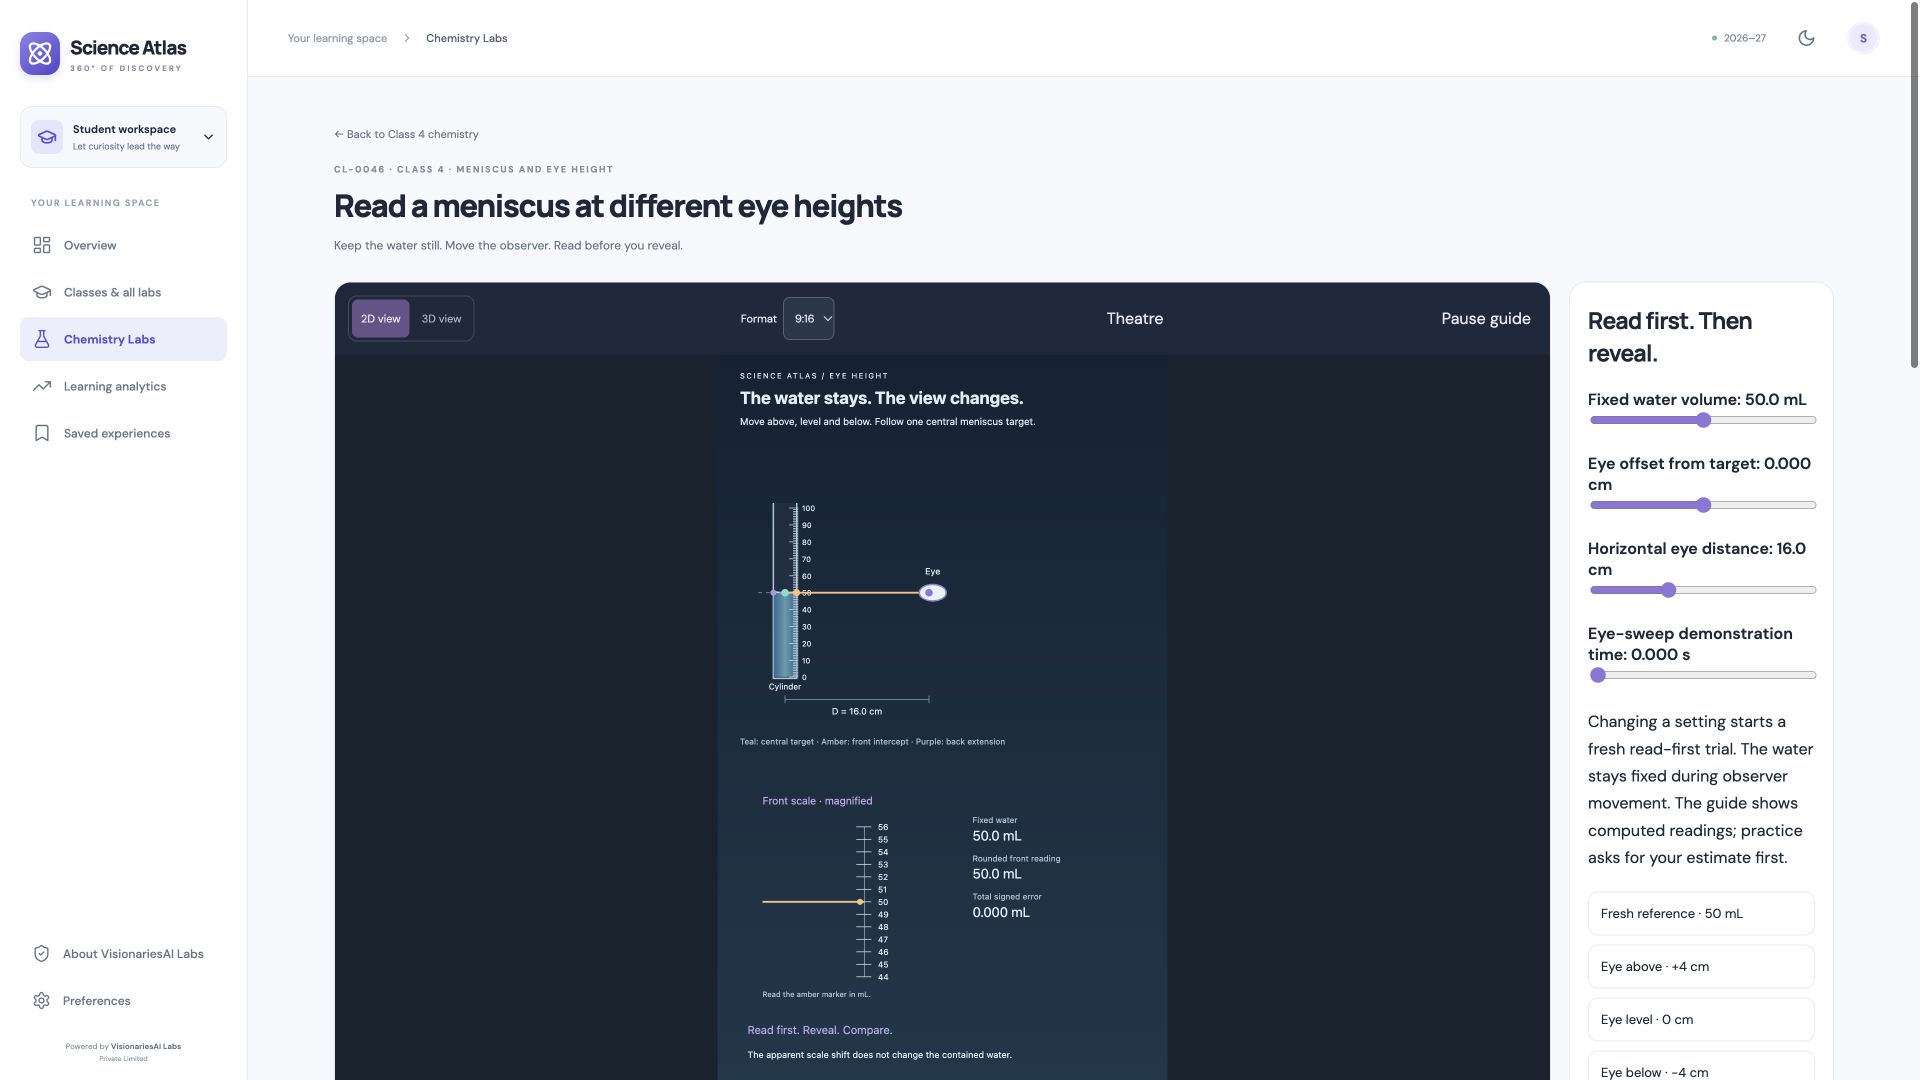 Science Atlas
360° OF DISCOVERY
Student workspace
Let curiosity lead the way
YOUR LEARNING SPACE
Overview
Classes & all labs
Chemistry Labs
Learning analytics
Saved experiences
About VisionariesAI Labs
Preferences
Powered by VisionariesAI Labs
Private Limited
Your learning space
Chemistry Labs
2026–27
S
← Back to Class 4 chemistry
CL-0046 · CLASS 4 · MENISCUS AND EYE HEIGHT
Read a meniscus at different eye heights
Keep the water still. Move the observer. Read before you reveal.
2D view
3D view
Format
9:16
Theatre
Pause guide
SCIENCE ATLAS / EYE HEIGHT
The water stays. The view changes.
Move above, level and below. Follow one central meniscus target.
100
90
80
70
60
50
40
30
20
10
0
Eye
Cylinder
D = 16.0 cm
Teal: central target · Amber: front intercept · Purple: back extension
Front scale · magnified
56
55
54
53
52
51
50
49
48
47
46
45
44
Read the amber marker in mL.
Fixed water
50.0 mL
Rounded front reading
50.0 mL
Total signed error
0.000 mL
Read first. Reveal. Compare.
The apparent scale shift does not change the contained water.
Read first. Then
reveal.
Fixed water volume: 50.0 mL
Eye offset from target: 0.000
cm
Horizontal eye distance: 16.0
cm
Eye-sweep demonstration
time: 0.000 s
Changing a setting starts a
fresh read-first trial. The water
stays fixed during observer
movement. The guide shows
computed readings; practice
asks for your estimate first.
Fresh reference · 50 mL
Eye above · +4 cm
Eye level · 0 cm
Eye below · -4 cm